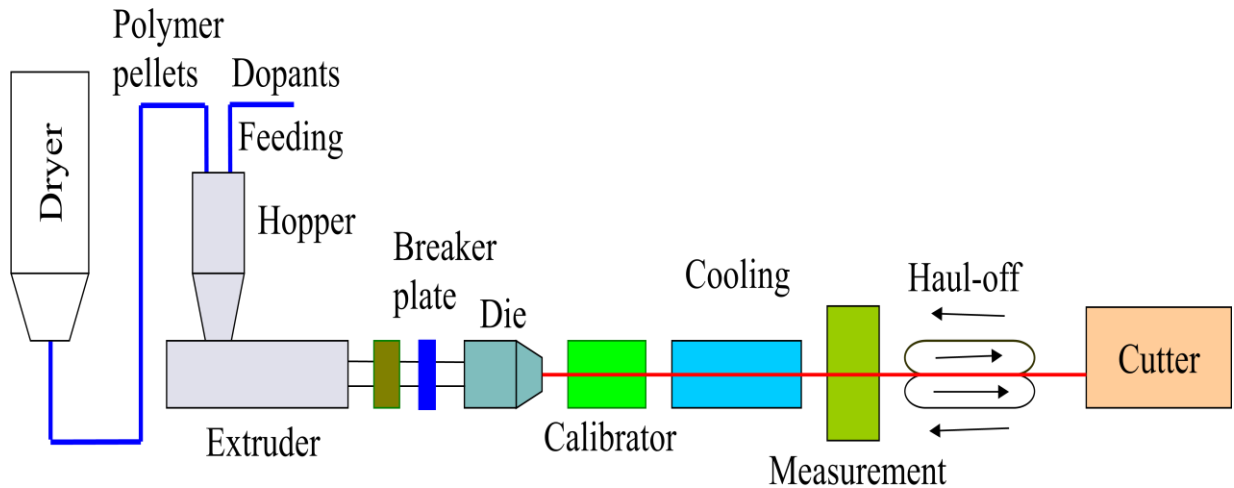 Polymer
pellets
Dopants
Feeding
Dryer
Hopper
Breaker
plate
Die
Cooling
Haul-off
Cutter
Extruder
Calibrator
Measurement